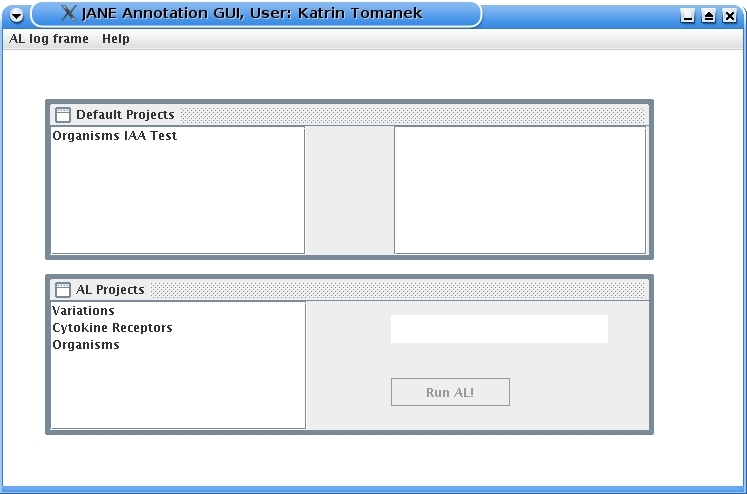 JANE Annotation GUI, User: Katrin Tomanek
AL log frame Help
Default Projects
Organisms IAA Test
AL Projects
Variations
Cytokine Receptors
Organisms
Run AL!